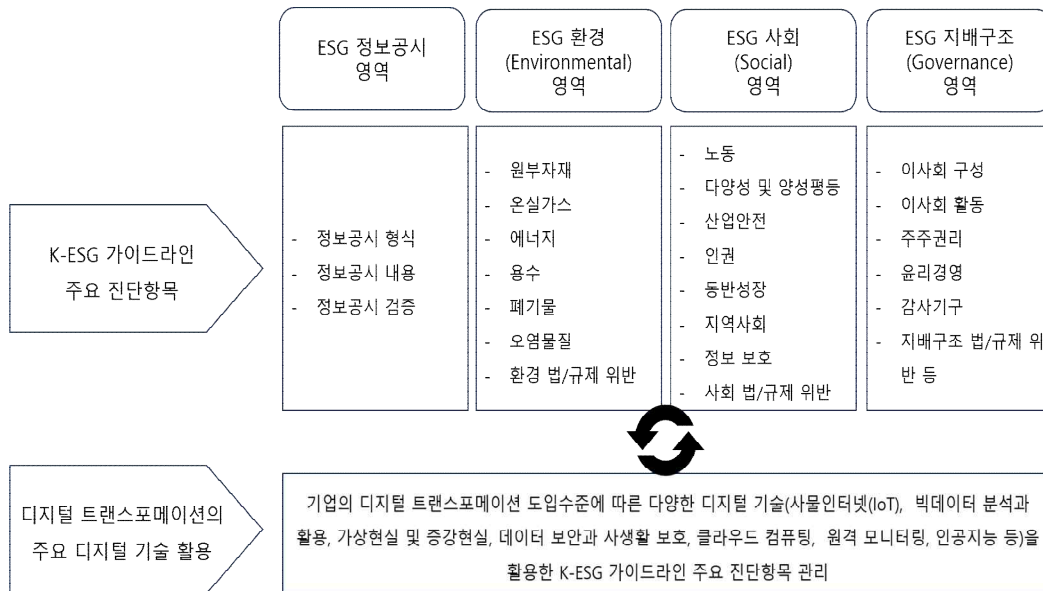 ESG 정보공시
영역
ESG 환경
(Environmental)
영역
ESG 사회
(Social)
영역
ESG 지배구조
(Governance)
영역
K-ESG 가이드라인
주요 진단항목
- 정보공시 형식
- 정보공시 내용
- 정보공시 검증
- 원부자재
- 온실가스
- 에너지
- 용수
- 폐기물
- 오염물질
- 환경 법/규제 위반
- 노동
- 다양성 및 양성평등
- 산업안전
- 인권
- 동반성장
- 지역사회
- 정보 보호
- 사회 법/규제 위반
- 이사회 구성
- 이사회 활동
- 주주권리
- 윤리경영
- 감사기구
- 지배구조 법/규제 위
반 등
디지털 트랜스포메이션의
주요 디지털 기술 활용
기업의 디지털 트랜스포메이션 도입수준에 따른 다양한 디지털 기술(사물인터넷(IoT), 빅데이터 분석과
활용, 가상현실 및 증강현실, 데이터 보안과 사생활 보호, 클라우드 컴퓨팅, 원격 모니터링, 인공지능 등)을
활용한 K-ESG 가이드라인 주요 진단항목 관리